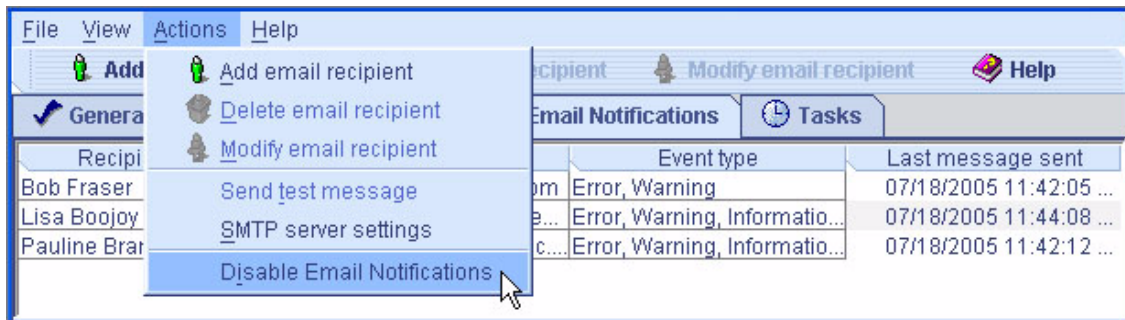 File View Actions Help
Add ecipient Modify email recipient Help
Add email recipient
Delete email recipient
Modify email recipient
Send test message
SMTP server settings
Disable Email Notifications
Genera Email Notifications Tasks
Recipi Event type Last message sent
Bob Fraser om Error, Warning 07/18/2005 11:42:05 ...
Lisa Boojoy e... Error, Warning, Informatio... 07/18/2005 11:44:08 ...
Pauline Brar c.... Error, Warning, Informatio... 07/18/2005 11:42:12 ...